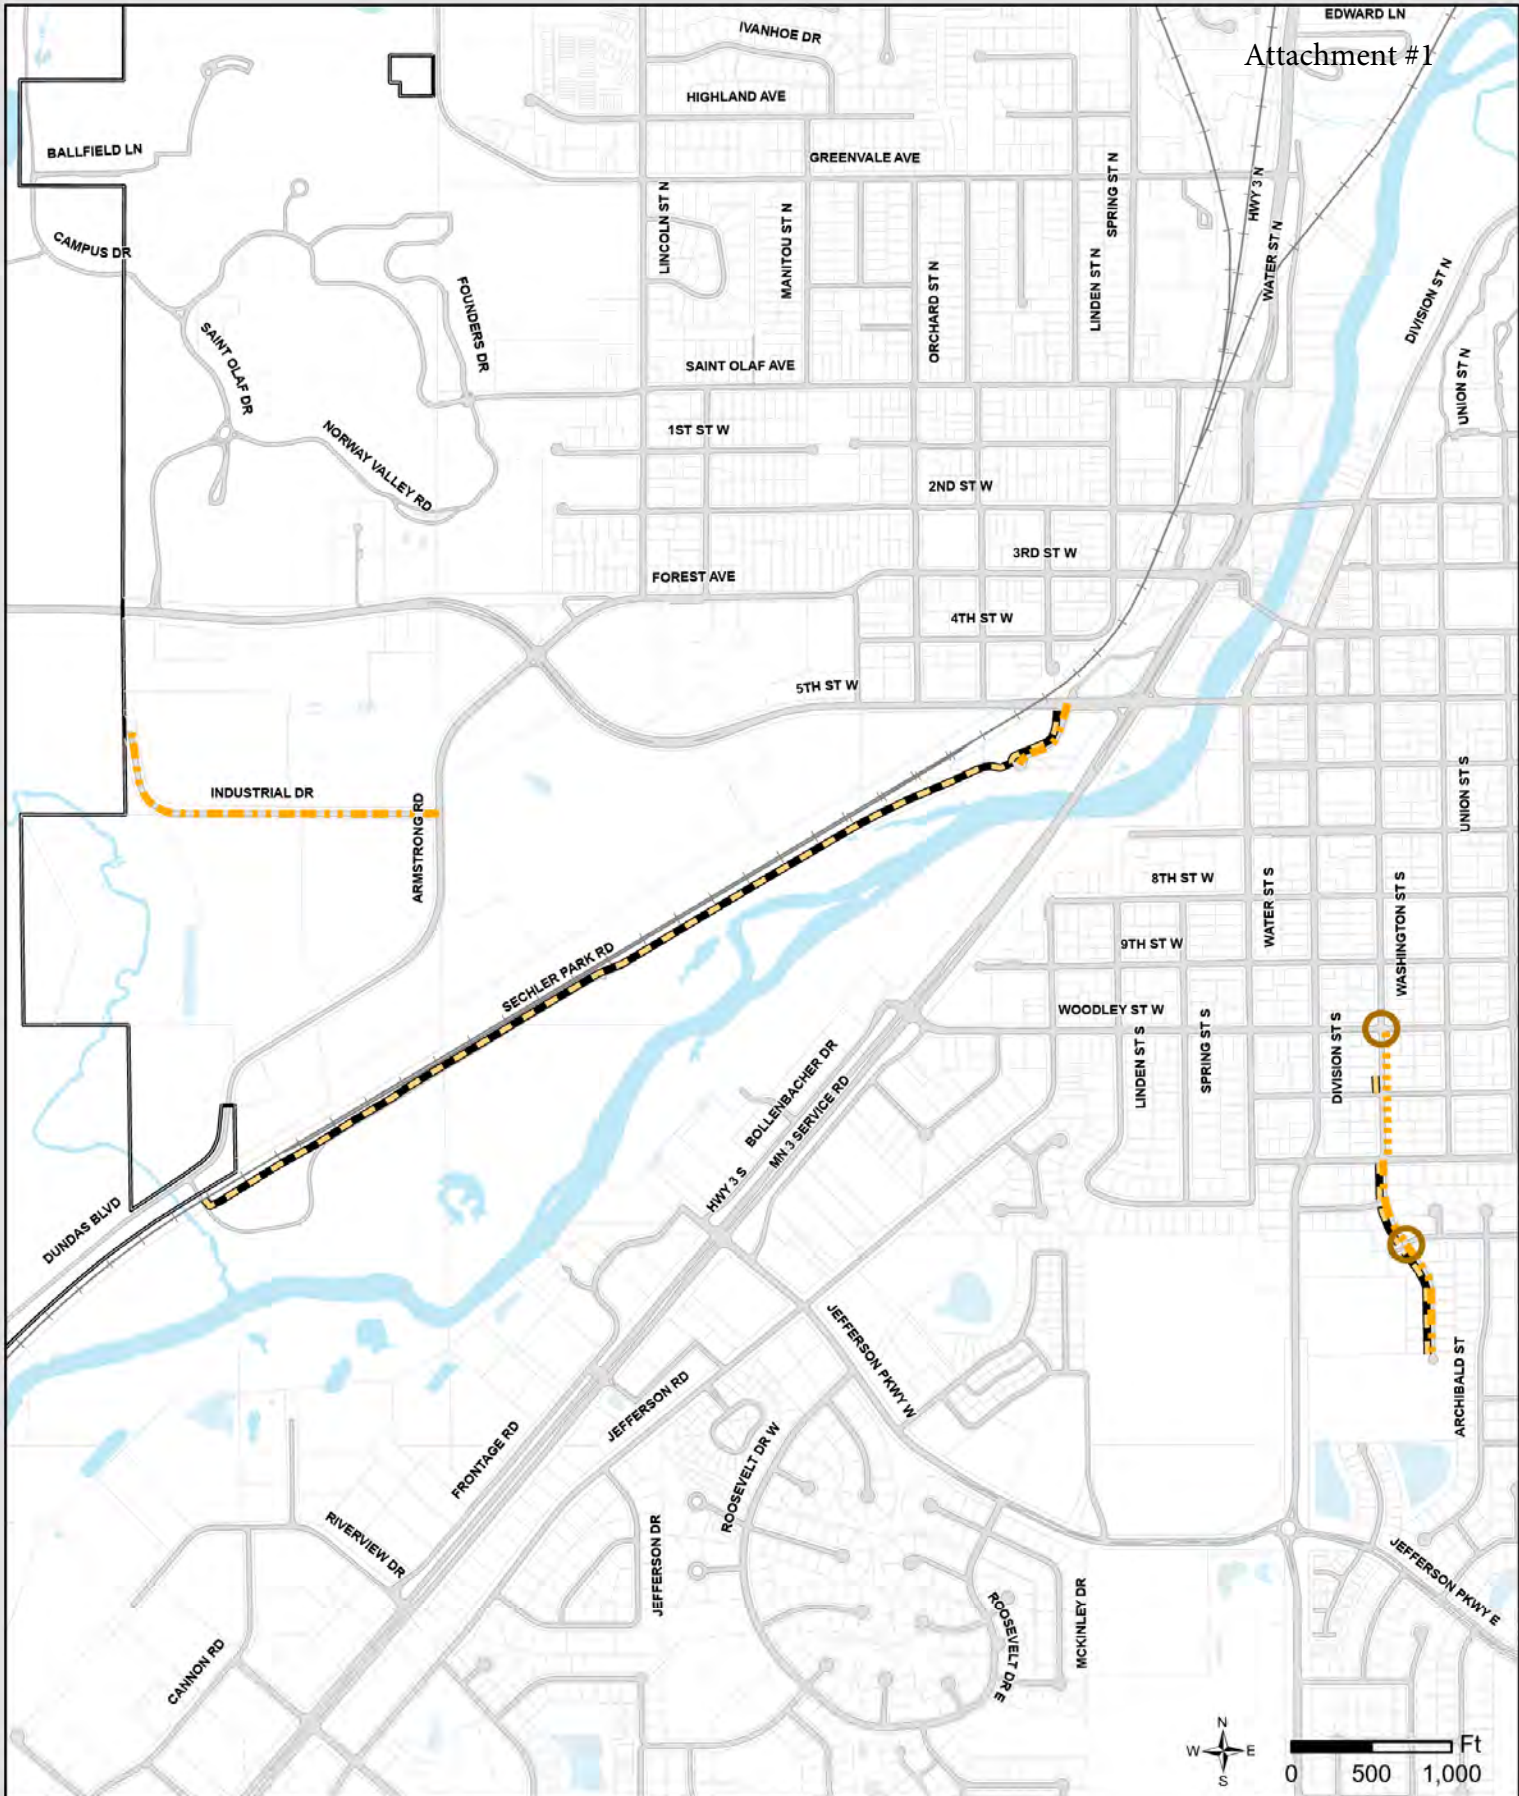 EDWARD LN
IVANHOE DR
Attachment #1
HIGHLAND AVE
BALLFIELD LN
GREENVALE AVE
SPRING ST N
HWY 3 N
LINCOLN ST N
MANITOU ST N
CAMPUS DR
WATER ST N
LINDEN ST N
ORCHARD ST N
DIVISION ST N
FOUNDERS DR
SAINT OLAF DR
SAINT OLAF AVE
UNION ST N
1ST ST W
NORWAY VALLEY RD
2ND ST W
3RD ST W
FOREST AVE
4TH ST W
5TH ST W
INDUSTRIAL DR
UNION ST S
ARMSTRONG RD
8TH ST W
WATER ST S
WASHINGTON ST S
9TH ST W
SECHLER PARK RD
WOODLEY ST W
LINDEN ST S
SPRING ST S
DIVISION ST S
BOLLENBACHER DR
MN 3 SERVICE RD
HWY 3 S
DUNDAS BLVD
JEFFERSON PKWY W
ARCHIBALD ST
JEFFERSON RD
FRONTAGE RD
ROOSEVELT DR W
RIVERVIEW DR
JEFFERSON DR
JEFFERSON PKWY E
ROOSEVELT DR E
MCKINLEY DR
CANNON RD
N
W E
S
Ft
0 500 1,000